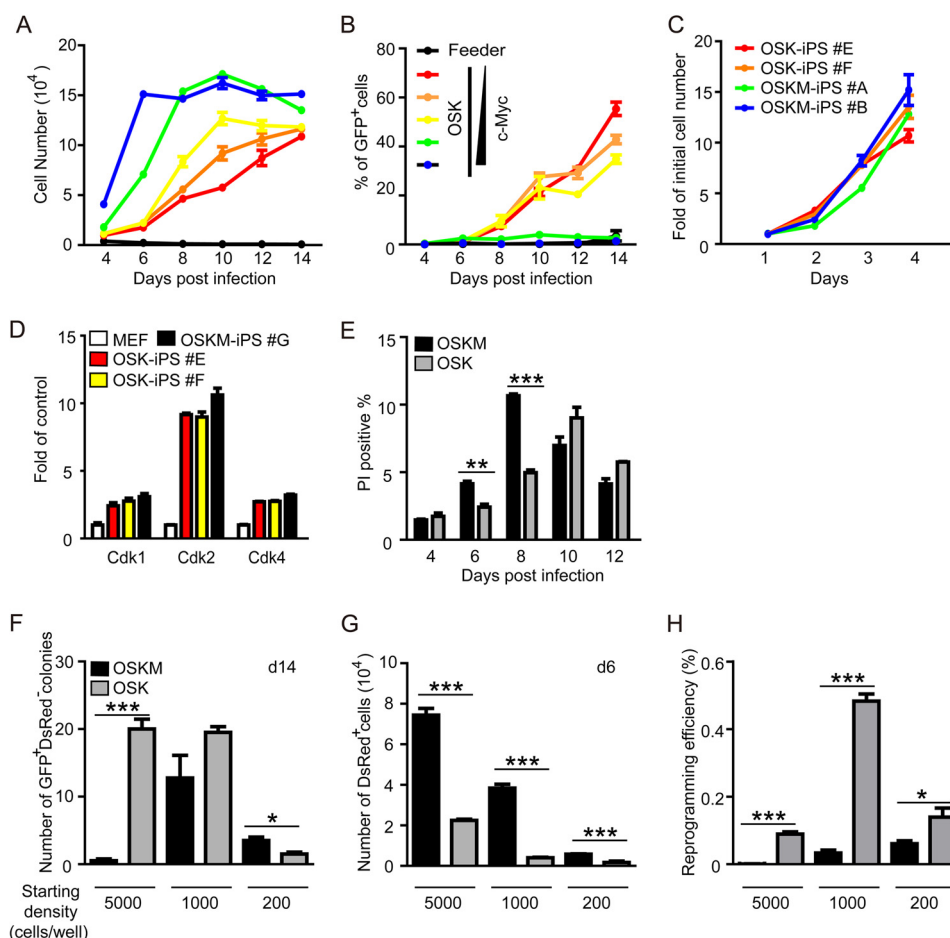 A
Cell Number (10⁴)
20
15
10
5
0
4 6 8 10 12 14
Days post infection
B
% of GFP⁺cells
80
60
40
20
0
Feeder
OSK
c-Myc
4 6 8 10 12 14
Days post infection
C
Fold of initial cell number
20
15
10
5
0
OSK-iPS #E
OSK-iPS #F
OSKM-iPS #A
OSKM-iPS #B
1 2 3 4
Days
D
Fold of control
15
10
5
0
MEF OSKM-iPS #G
OSK-iPS #E
OSK-iPS #F
Cdk1 Cdk2 Cdk4
E
PI positive %
15
10
5
0
OSKM
OSK
**
***
4 6 8 10 12
Days post infection
F
Number of GFP⁺DsRed⁻colonies
30
20
10
0
OSKM
OSK
d14
***
*
Starting
density
(cells/well)
5000 1000 200
G
Number of DsRed⁺cells (10⁴)
10
8
6
4
2
0
d6
***
***
***
5000 1000 200
H
Reprogramming efficiency (%)
0.6
0.4
0.2
0
***
***
*
5000 1000 200